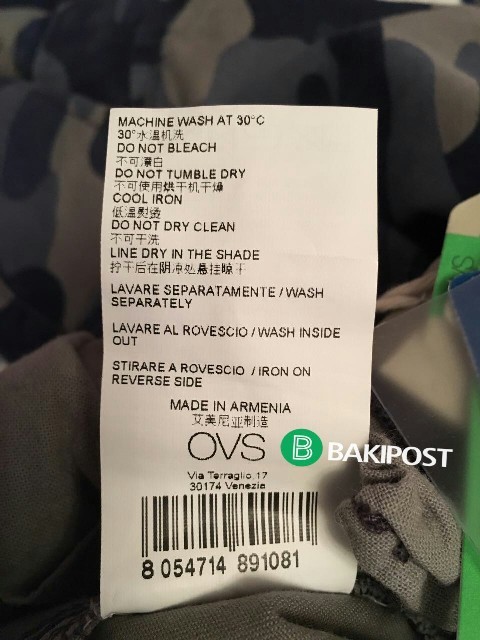 MACHINE WASH AT 30°C
30°水温机洗
DO NOT BLEACH
不可漂白
DO NOT TUMBLE DRY
不可使用烘干机干燥
COOL IRON
低温熨烫
DO NOT DRY CLEAN
不可干洗
LINE DRY IN THE SHADE
拧干后在阴凉处悬挂晾干
LAVARE SEPARATAMENTE / WASH
SEPARATELY
LAVARE AL ROVESCIO / WASH INSIDE
OUT
STIRARE A ROVESCIO / IRON ON
REVERSE SIDE
MADE IN ARMENIA
艾美尼亚制造
OVS
B BAKIPOST
Via Terraglio,17
30174 Venezia
8 054714 891081